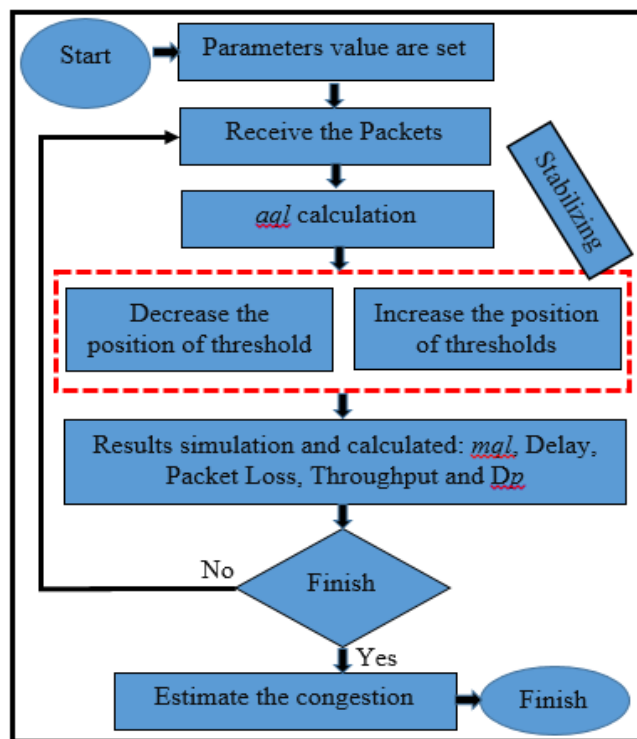 Start
Parameters value are set
Receive the Packets
aql calculation
Stabilizing
Decrease the
position of threshold
Increase the position
of thresholds
Results simulation and calculated: mql, Delay,
Packet Loss, Throughput and Dp
Finish
No
Yes
Estimate the congestion
Finish